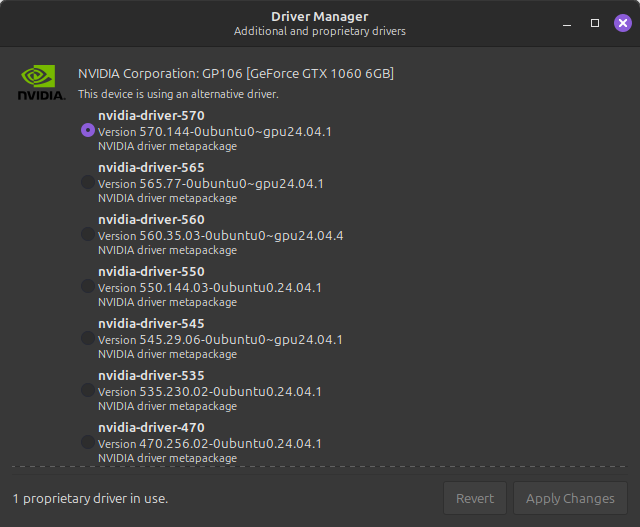 Driver Manager
Additional and proprietary drivers
NVIDIA Corporation: GP106 [GeForce GTX 1060 6GB]
This device is using an alternative driver.
NVIDIA.
nvidia-driver-570
Version 570.144-0ubuntu0~gpu24.04.1
NVIDIA driver metapackage
nvidia-driver-565
Version 565.77-0ubuntu0~gpu24.04.1
NVIDIA driver metapackage
nvidia-driver-560
Version 560.35.03-0ubuntu0~gpu24.04.4
NVIDIA driver metapackage
nvidia-driver-550
Version 550.144.03-0ubuntu0.24.04.1
NVIDIA driver metapackage
nvidia-driver-545
Version 545.29.06-0ubuntu0~gpu24.04.1
NVIDIA driver metapackage
nvidia-driver-535
Version 535.230.02-0ubuntu0.24.04.1
NVIDIA driver metapackage
nvidia-driver-470
Version 470.256.02-0ubuntu0.24.04.1
NVIDIA driver metapackage
1 proprietary driver in use.
Revert
Apply Changes